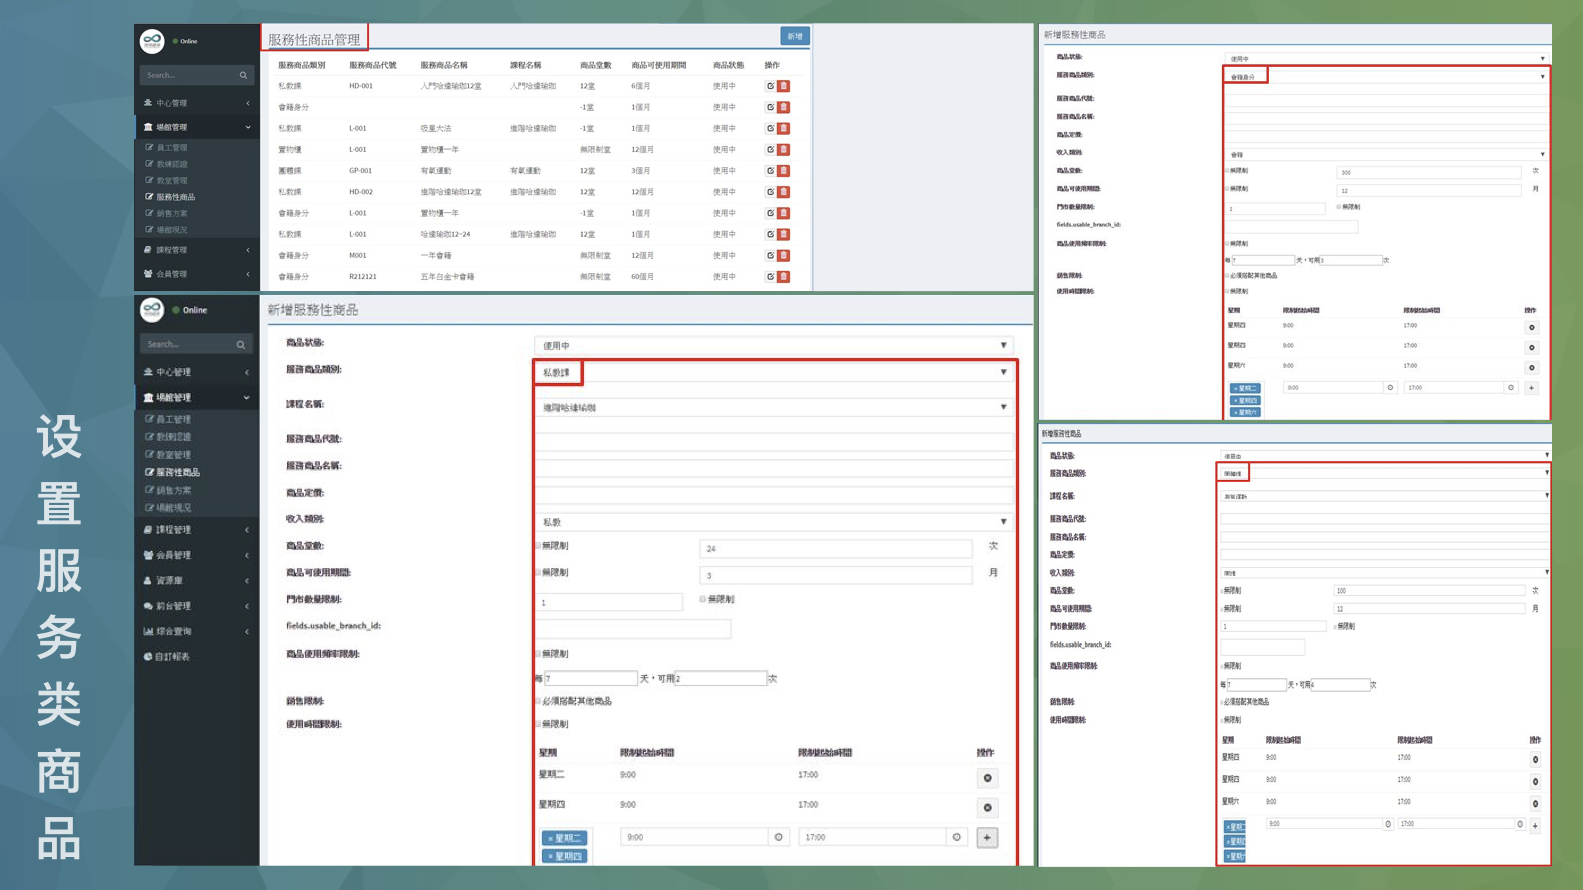 设置服务类商品
Online
Search...
中心管理
場館管理
員工管理
教練認證
教室管理
服務性商品
銷售方案
場館現況
課程管理
会員管理
服務性商品管理
新增
服務商品類別 服務商品代號 服務商品名稱 課程名稱 商品堂數 商品可使用期間 商品狀態 操作
私教課 HD-001 入門哈達瑜珈12堂 入門哈達瑜珈 12堂 6個月 使用中
會籍身分 -1堂 1個月 使用中
私教課 L-001 吸星大法 進階哈達瑜珈 -1堂 1個月 使用中
置物櫃 L-001 置物櫃一年 無限制堂 12個月 使用中
團體課 GP-001 有氧運動 有氧運動 12堂 3個月 使用中
私教課 HD-002 進階哈達瑜珈12堂 進階哈達瑜珈 12堂 12個月 使用中
會籍身分 L-001 置物櫃一年 -1堂 1個月 使用中
私教課 L-001 哈達瑜珈12-24 進階哈達瑜珈 12堂 1個月 使用中
會籍身分 M001 一年會籍 無限制堂 12個月 使用中
會籍身分 R212121 五年白金卡會籍 無限制堂 60個月 使用中
Online
Search...
中心管理
場館管理
員工管理
教練認證
教室管理
服務性商品
銷售方案
場館現況
課程管理
会員管理
資源庫
前台管理
綜合查詢
自訂報表
新增服務性商品
商品狀態: 使用中
服務商品類別: 私教課
課程名稱: 進階哈達瑜珈
服務商品代號:
服務商品名稱:
商品定價:
收入類別: 私教
商品堂數: 無限制 24 次
商品可使用期間: 無限制 3 月
門市數量限制: 1 無限制
fields.usable_branch_id:
商品使用頻率限制: 無限制
每 7 天，可用 2 次
銷售限制: 必須搭配其他商品
使用時間限制: 無限制
星期 限制起始時間 限制起始時間 操作
星期二 9:00 17:00
星期四 9:00 17:00
×星期二 9:00 17:00 +
×星期四
新增服務性商品
商品狀態: 使用中
服務商品類別: 會籍身分
服務商品代號:
服務商品名稱:
商品定價:
收入類別: 會籍
商品堂數: 無限制 300 次
商品可使用期間: 無限制 12 月
門市數量限制: 1 無限制
fields.usable_branch_id:
商品使用頻率限制: 無限制
每 7 天，可用 3 次
銷售限制: 必須搭配其他商品
使用時間限制: 無限制
星期 限制起始時間 限制起始時間 操作
星期四 9:00 17:00
星期四 9:00 17:00
星期六 9:00 17:00
×星期二 9:00 17:00 +
×星期四
×星期六
新增服務性商品
商品狀態: 使用中
服務商品類別: 團體課
課程名稱: 有氧運動
服務商品代號:
服務商品名稱:
商品定價:
收入類別:
商品堂數: 無限制 100 次
商品可使用期間: 無限制 12 月
門市數量限制: 1 無限制
fields.usable_branch_id:
商品使用頻率限制: 無限制
每 7 天，可用 4 次
銷售限制: 必須搭配其他商品
使用時間限制: 無限制
星期 限制起始時間 限制起始時間 操作
星期四 9:00 17:00
星期四 9:00 17:00
星期六 9:00 17:00
×星期二 9:00 17:00 +
×星期四
×星期六